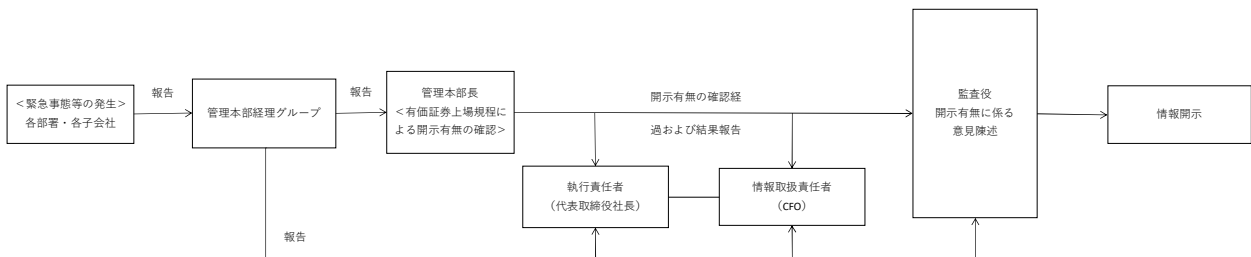 ＜緊急事態等の発生＞
各部署・各子会社
報告
管理本部経理グループ
報告
管理本部長
＜有価証券上場規程に
よる開示有無の確認＞
開示有無の確認経
過および結果報告
執行責任者
（代表取締役社長）
情報取扱責任者
（CFO）
監査役
開示有無に係る
意見陳述
情報開示
報告